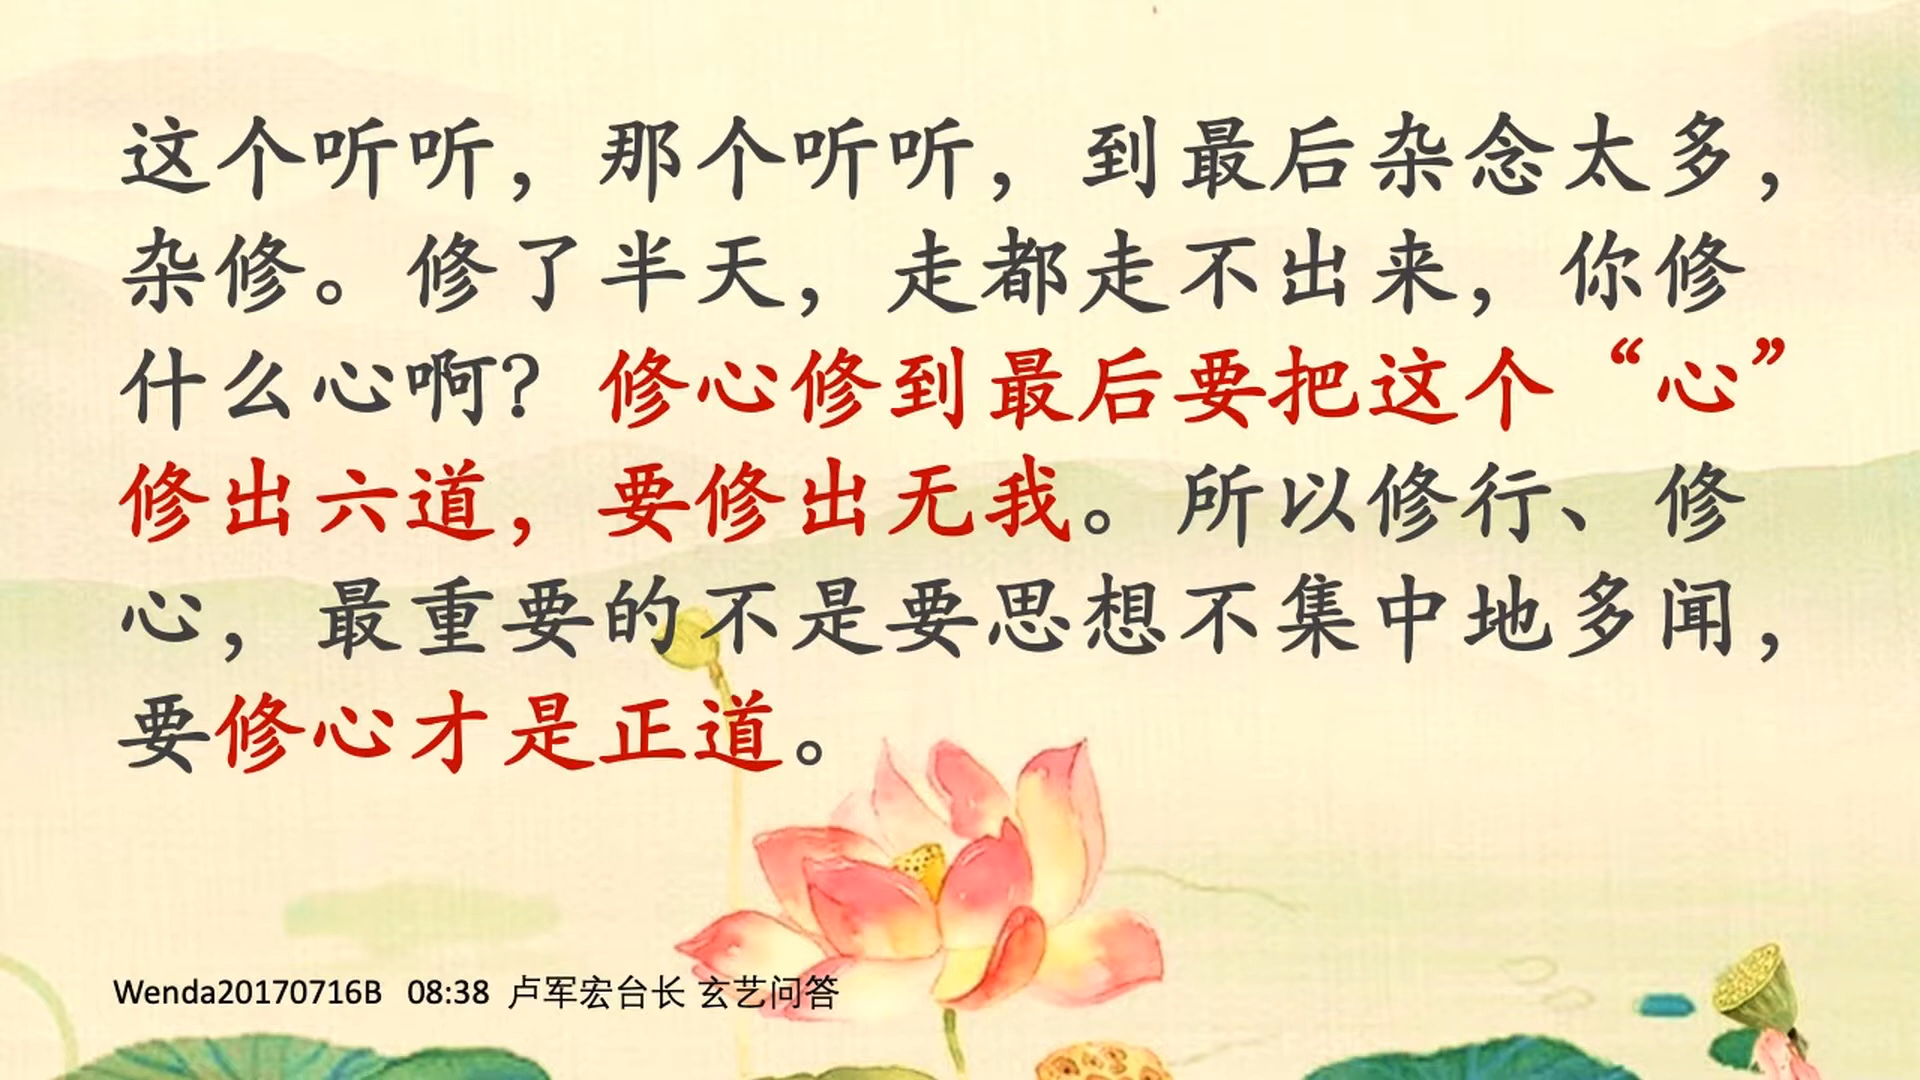 这个听听，那个听听，到最后杂念太多，
杂修。修了半天，走都走不出来，你修
什么心啊？修心修到最后要把这个“心”
修出六道，要修出无我。所以修行、修
心，最重要的不是要思想不集中地多闻，
要修心才是正道。
Wenda20170716B 08:38 卢军宏台长 玄艺问答